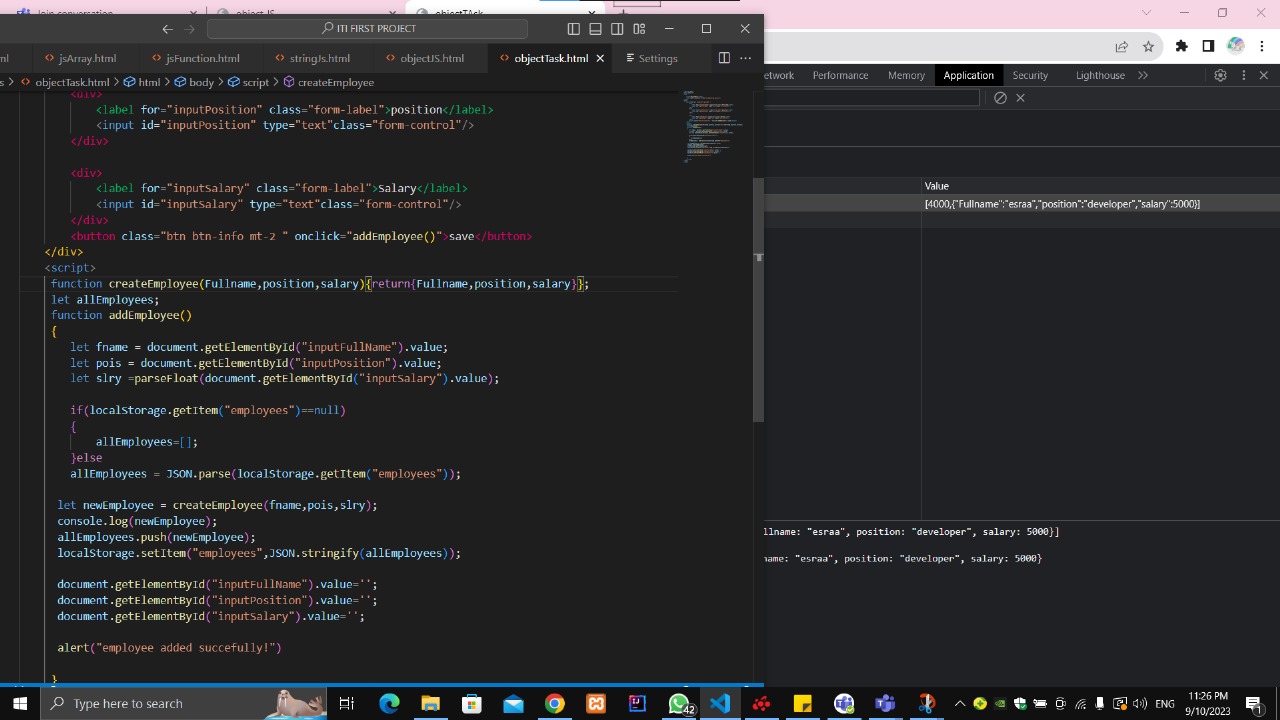 ITI FIRST PROJECT
ml
jsArray.html
jsFunction.html
stringJs.html
objectJS.html
objectTask.html
Settings
s > objectTask.html > html > body > script > createEmployee
<div>
<label for="inputPosition" class="form-label">position</label>
<input id="inputPosition" type="text"class="form-control"/>
</div>
<div>
<label for="inputSalary" class="form-label">Salary</label>
<input id="inputSalary" type="text"class="form-control"/>
</div>
<button class="btn btn-info mt-2 " onclick="addEmployee()">save</button>
</div>
<script>
function createEmployee(Fullname,position,salary){return{Fullname,position,salary}};
let allEmployees;
function addEmployee()
{
let fname = document.getElementById("inputFullName").value;
let pois = document.getElementById("inputPosition").value;
let slry =parseFloat(document.getElementById("inputSalary").value);
if(localStorage.getItem("employees")==null)
{
allEmployees=[];
}else
allEmployees = JSON.parse(localStorage.getItem("employees"));
let newEmployee = createEmployee(fname,pois,slry);
console.log(newEmployee);
allEmployees.push(newEmployee);
localStorage.setItem("employees",JSON.stringify(allEmployees));
document.getElementById("inputFullName").value='';
document.getElementById("inputPosition").value='';
document.getElementById("inputSalary").value='';
alert("employee added succefully!")
}
etwork
Performance
Memory
Application
Security
Lighthouse
Value
[4000,{"Fullname":"esraa","position":"developer","salary":5000}]
llname: "esraa", position: "developer", salary: 5000}]
name: "esraa", position: "developer", salary: 5000}
Type here to search
42
ENG
11:26 PM
9/10/2023
1